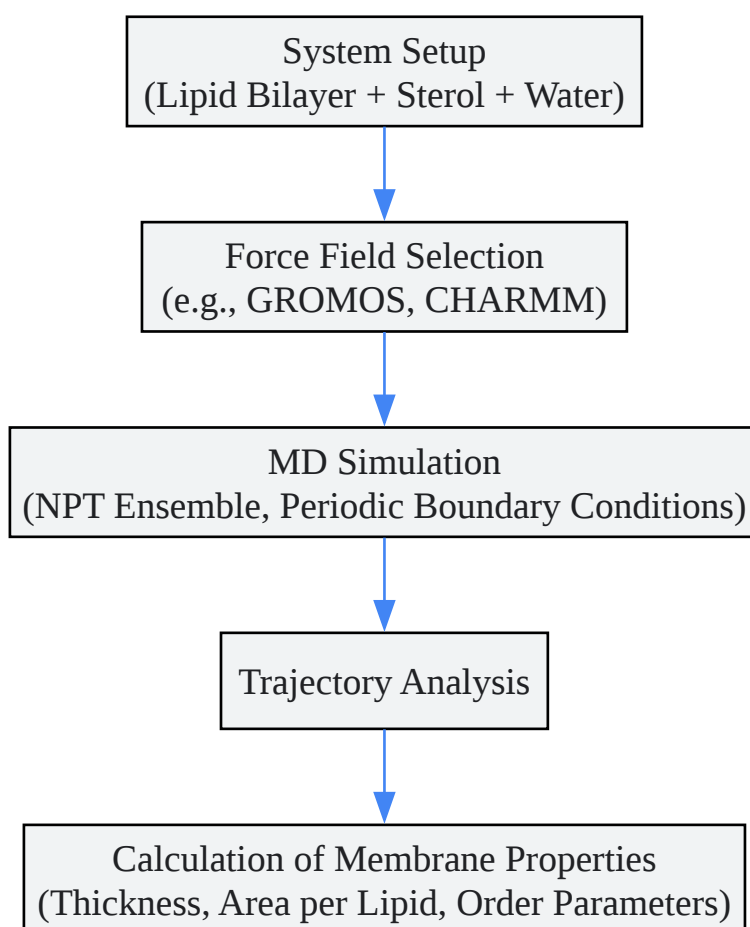 System Setup
(Lipid Bilayer + Sterol + Water)
Force Field Selection
(e.g., GROMOS, CHARMM)
MD Simulation
(NPT Ensemble, Periodic Boundary Conditions)
Trajectory Analysis
Calculation of Membrane Properties
(Thickness, Area per Lipid, Order Parameters)